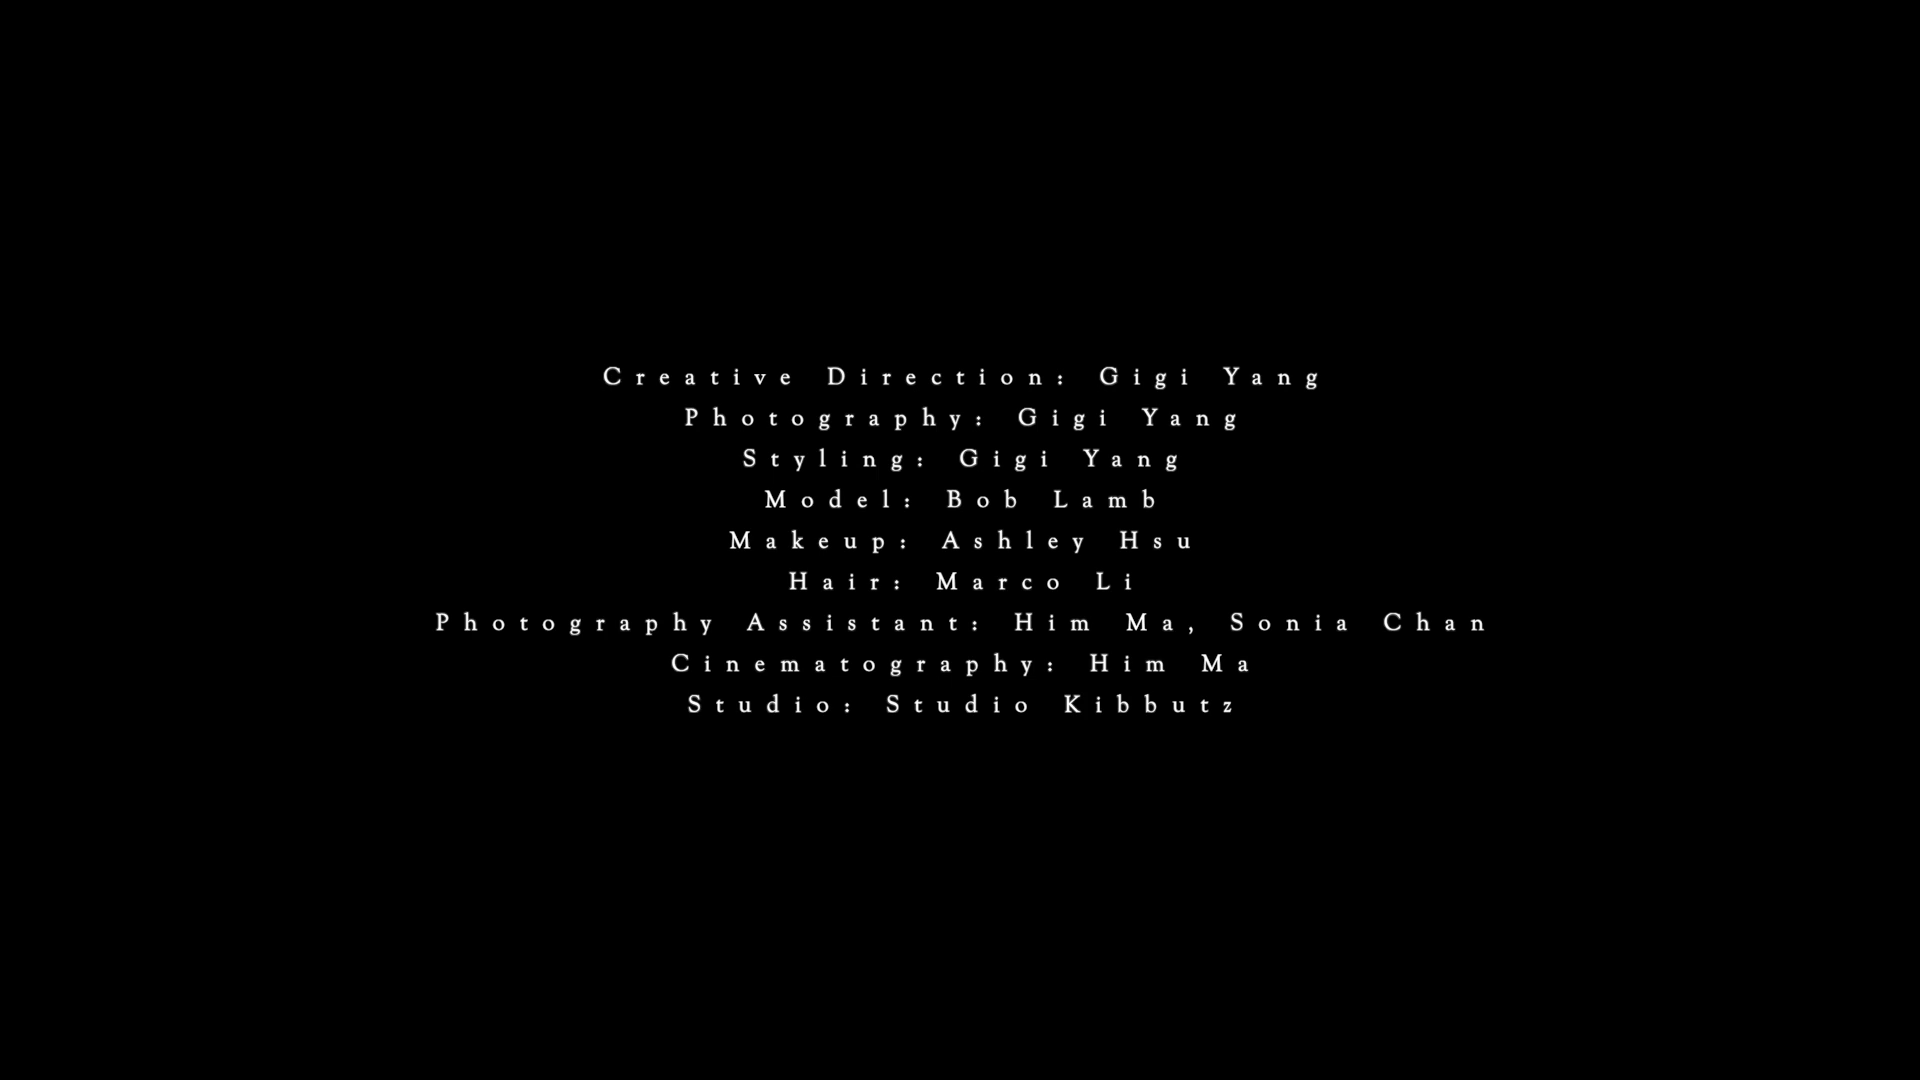 Creative Direction: Gigi Yang
Photography: Gigi Yang
Styling: Gigi Yang
Model: Bob Lamb
Makeup: Ashley Hsu
Hair: Marco Li
Photography Assistant: Him Ma, Sonia Chan
Cinematography: Him Ma
Studio: Studio Kibbutz